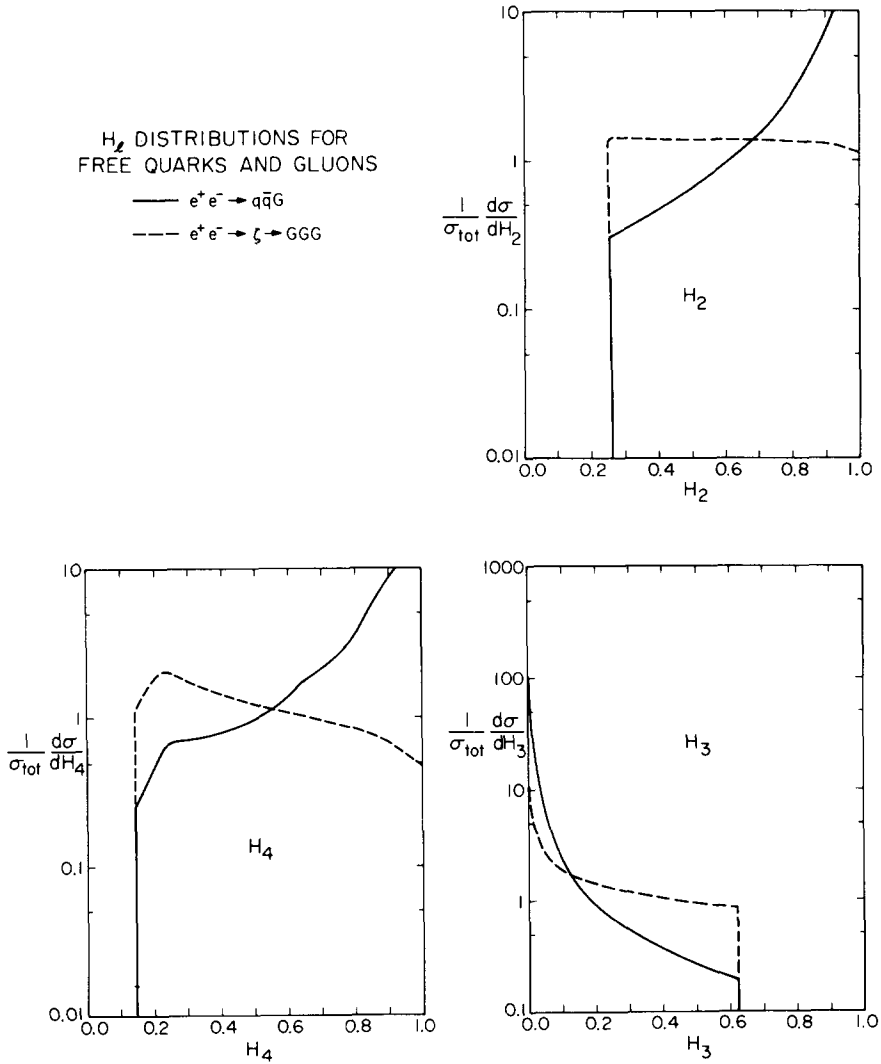 H_ℓ DISTRIBUTIONS FOR
FREE QUARKS AND GLUONS
e⁺ e⁻ → qq̄G
e⁺ e⁻ → ζ → GGG
10
1
0.1
0.01
1/σ_tot dσ/dH₂
H₂
0.0 0.2 0.4 0.6 0.8 1.0
H₂
10
1
0.1
0.01
1/σ_tot dσ/dH₄
H₄
0.0 0.2 0.4 0.6 0.8 1.0
H₄
1000
100
10
1
0.1
1/σ_tot dσ/dH₃
H₃
0.0 0.2 0.4 0.6 0.8 1.0
H₃